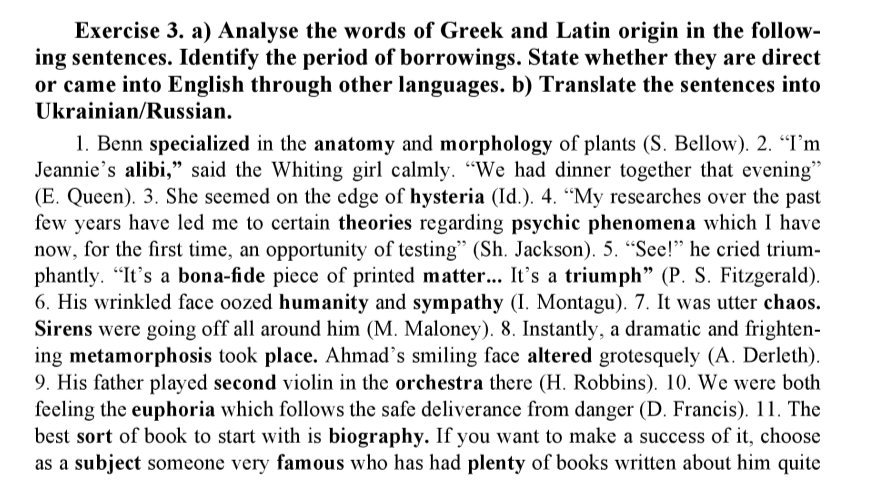 Exercise 3. a) Analyse the words of Greek and Latin origin in the follow-
ing sentences. Identify the period of borrowings. State whether they are direct
or came into English through other languages. b) Translate the sentences into
Ukrainian/Russian.
1. Benn specialized in the anatomy and morphology of plants (S. Bellow). 2. “I’m
Jeannie’s alibi,” said the Whiting girl calmly. “We had dinner together that evening”
(E. Queen). 3. She seemed on the edge of hysteria (Id.). 4. “My researches over the past
few years have led me to certain theories regarding psychic phenomena which I have
now, for the first time, an opportunity of testing” (Sh. Jackson). 5. “See!” he cried trium-
phantly. “It’s a bona-fide piece of printed matter... It’s a triumph” (P. S. Fitzgerald).
6. His wrinkled face oozed humanity and sympathy (I. Montagu). 7. It was utter chaos.
Sirens were going off all around him (M. Maloney). 8. Instantly, a dramatic and frighten-
ing metamorphosis took place. Ahmad’s smiling face altered grotesquely (A. Derleth).
9. His father played second violin in the orchestra there (H. Robbins). 10. We were both
feeling the euphoria which follows the safe deliverance from danger (D. Francis). 11. The
best sort of book to start with is biography. If you want to make a success of it, choose
as a subject someone very famous who has had plenty of books written about him quite